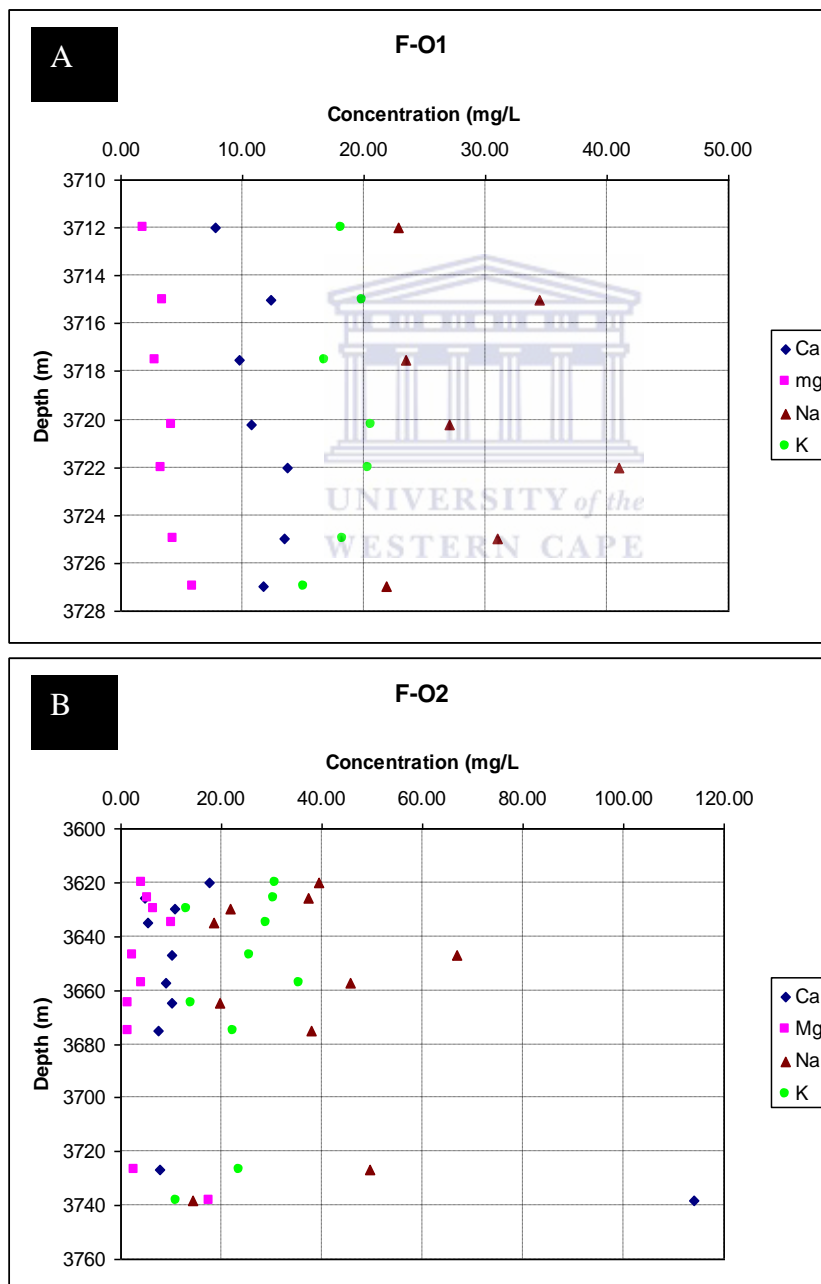 A
F-O1
Concentration (mg/L
0.00 10.00 20.00 30.00 40.00 50.00
Depth (m)
3710
3712
3714
3716
3718
3720
3722
3724
3726
3728
Ca
mg
Na
K
UNIVERSITY of the
WESTERN CAPE
B
F-O2
Concentration (mg/L
0.00 20.00 40.00 60.00 80.00 100.00 120.00
Depth (m)
3600
3620
3640
3660
3680
3700
3720
3740
3760
Ca
Mg
Na
K